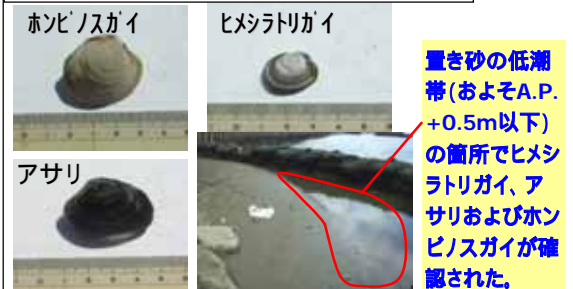 ホンビノスガイ
ヒメシラトリガイ
アサリ
置き砂の低潮
帯(およそA.P.
+0.5m以下)
の箇所でヒメシ
ラトリガイ、ア
サリおよびホン
ビノスガイが確
認された。